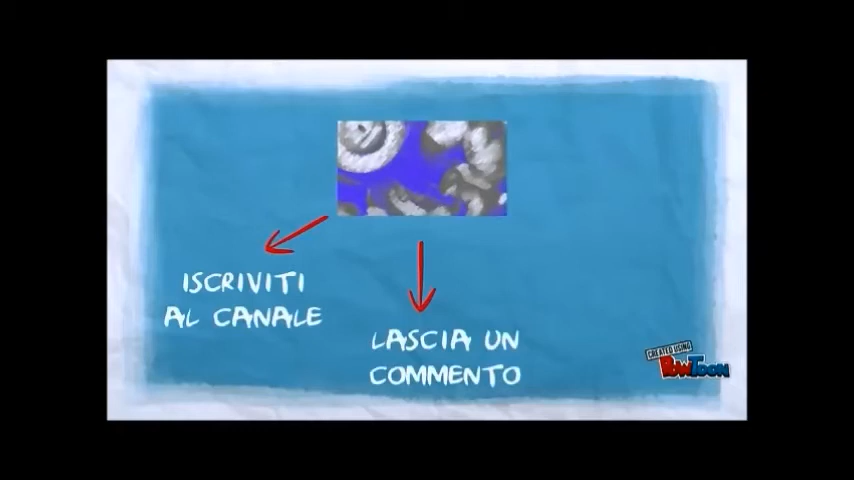 ISCRIVITI
AL CANALE
LASCIA UN
COMMENTO
CREATED USING
POWTOON